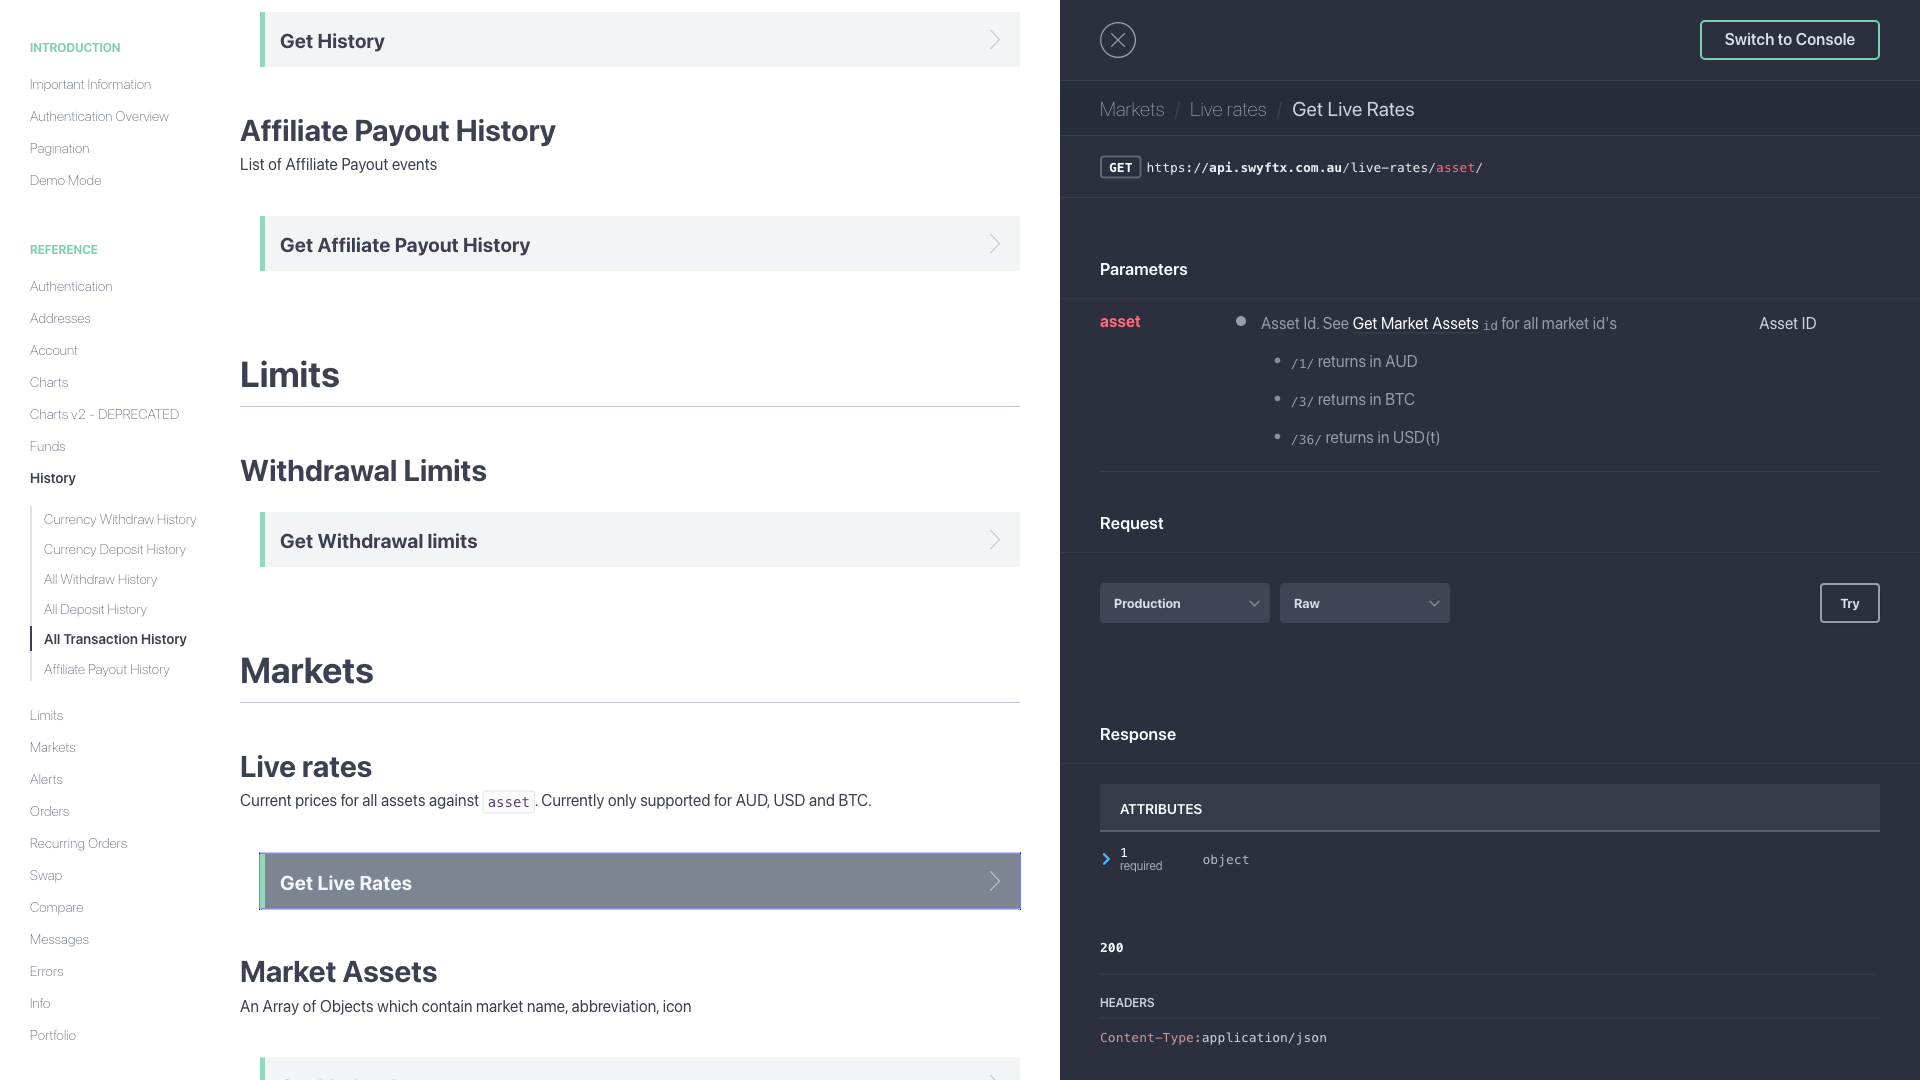 INTRODUCTION
Important Information
Authentication Overview
Pagination
Demo Mode
REFERENCE
Authentication
Addresses
Account
Charts
Charts v2 - DEPRECATED
Funds
History
Currency Withdraw History
Currency Deposit History
All Withdraw History
All Deposit History
All Transaction History
Affiliate Payout History
Limits
Markets
Alerts
Orders
Recurring Orders
Swap
Compare
Messages
Errors
Info
Portfolio
Get History
Affiliate Payout History
List of Affiliate Payout events
Get Affiliate Payout History
Limits
Withdrawal Limits
Get Withdrawal limits
Markets
Live rates
Current prices for all assets against asset. Currently only supported for AUD, USD and BTC.
Get Live Rates
Market Assets
An Array of Objects which contain market name, abbreviation, icon
Switch to Console
Markets / Live rates / Get Live Rates
GET https://api.swyftx.com.au/live-rates/asset/
Parameters
asset Asset Id. See Get Market Assets id for all market id's Asset ID
/1/ returns in AUD
/3/ returns in BTC
/36/ returns in USD(t)
Request
Production Raw Try
Response
ATTRIBUTES
1
required object
200
HEADERS
Content-Type:application/json